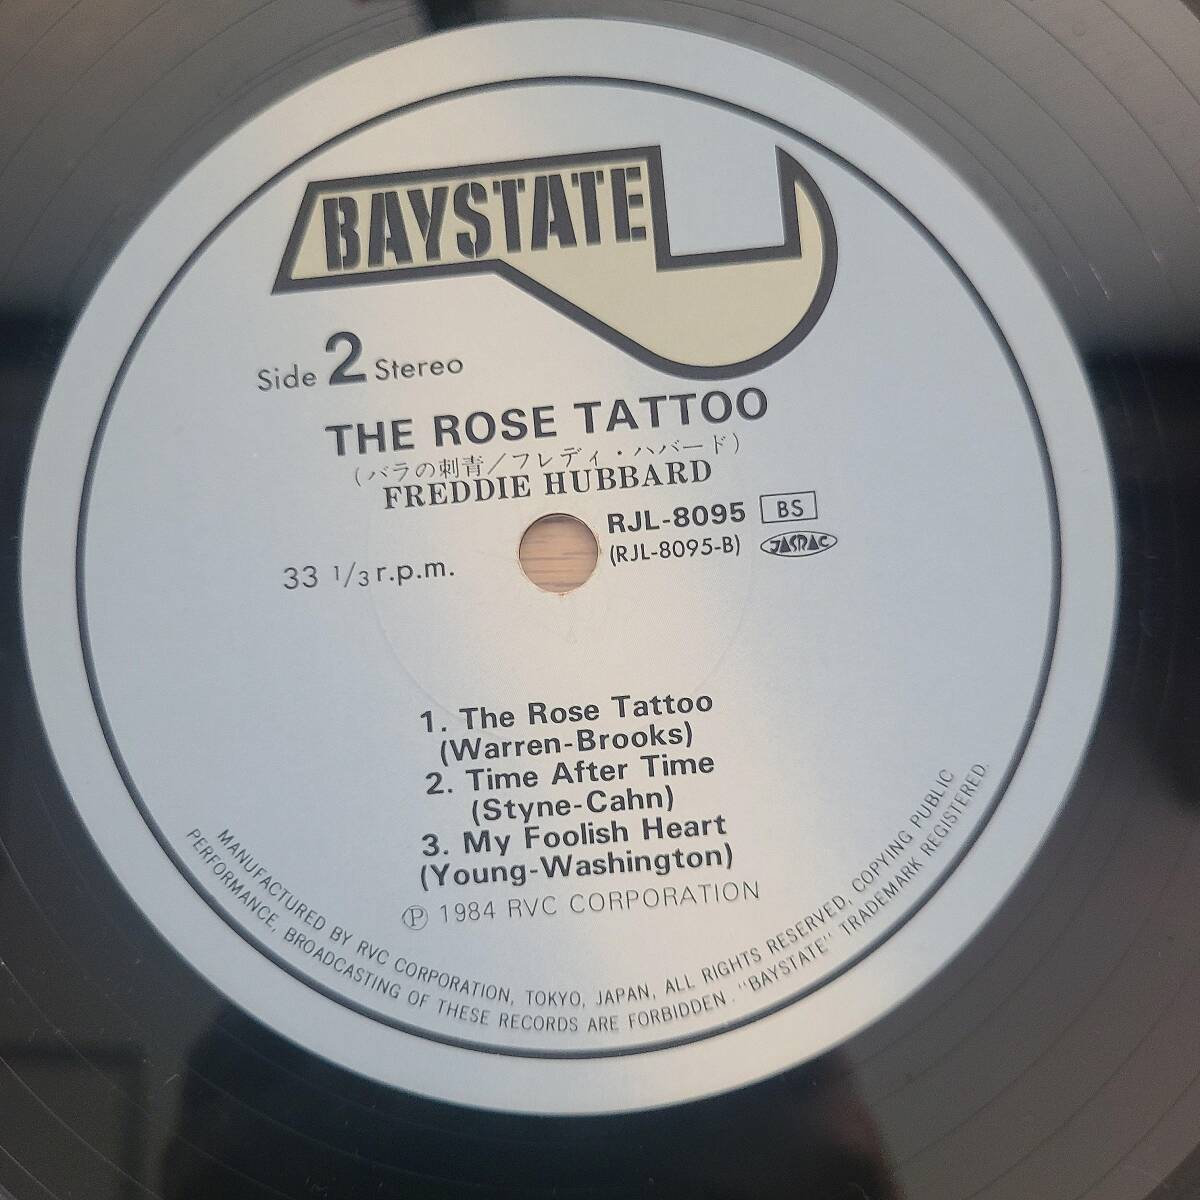 BAYSTATE
Side 2 Stereo
THE ROSE TATTOO
(バラの刺青/フレディ・ハバード)
FREDDIE HUBBARD
RJL-8095 BS
(RJL-8095-B) JASRAC
33 1/3 r.p.m.
1. The Rose Tattoo
(Warren-Brooks)
2. Time After Time
(Styne-Cahn)
3. My Foolish Heart
(Young-Washington)
Ⓟ 1984 RVC CORPORATION
MANUFACTURED BY RVC CORPORATION, TOKYO, JAPAN, ALL RIGHTS RESERVED, COPYING PUBLIC
PERFORMANCE, BROADCASTING OF THESE RECORDS ARE FORBIDDEN. "BAYSTATE" TRADEMARK REGISTERED.